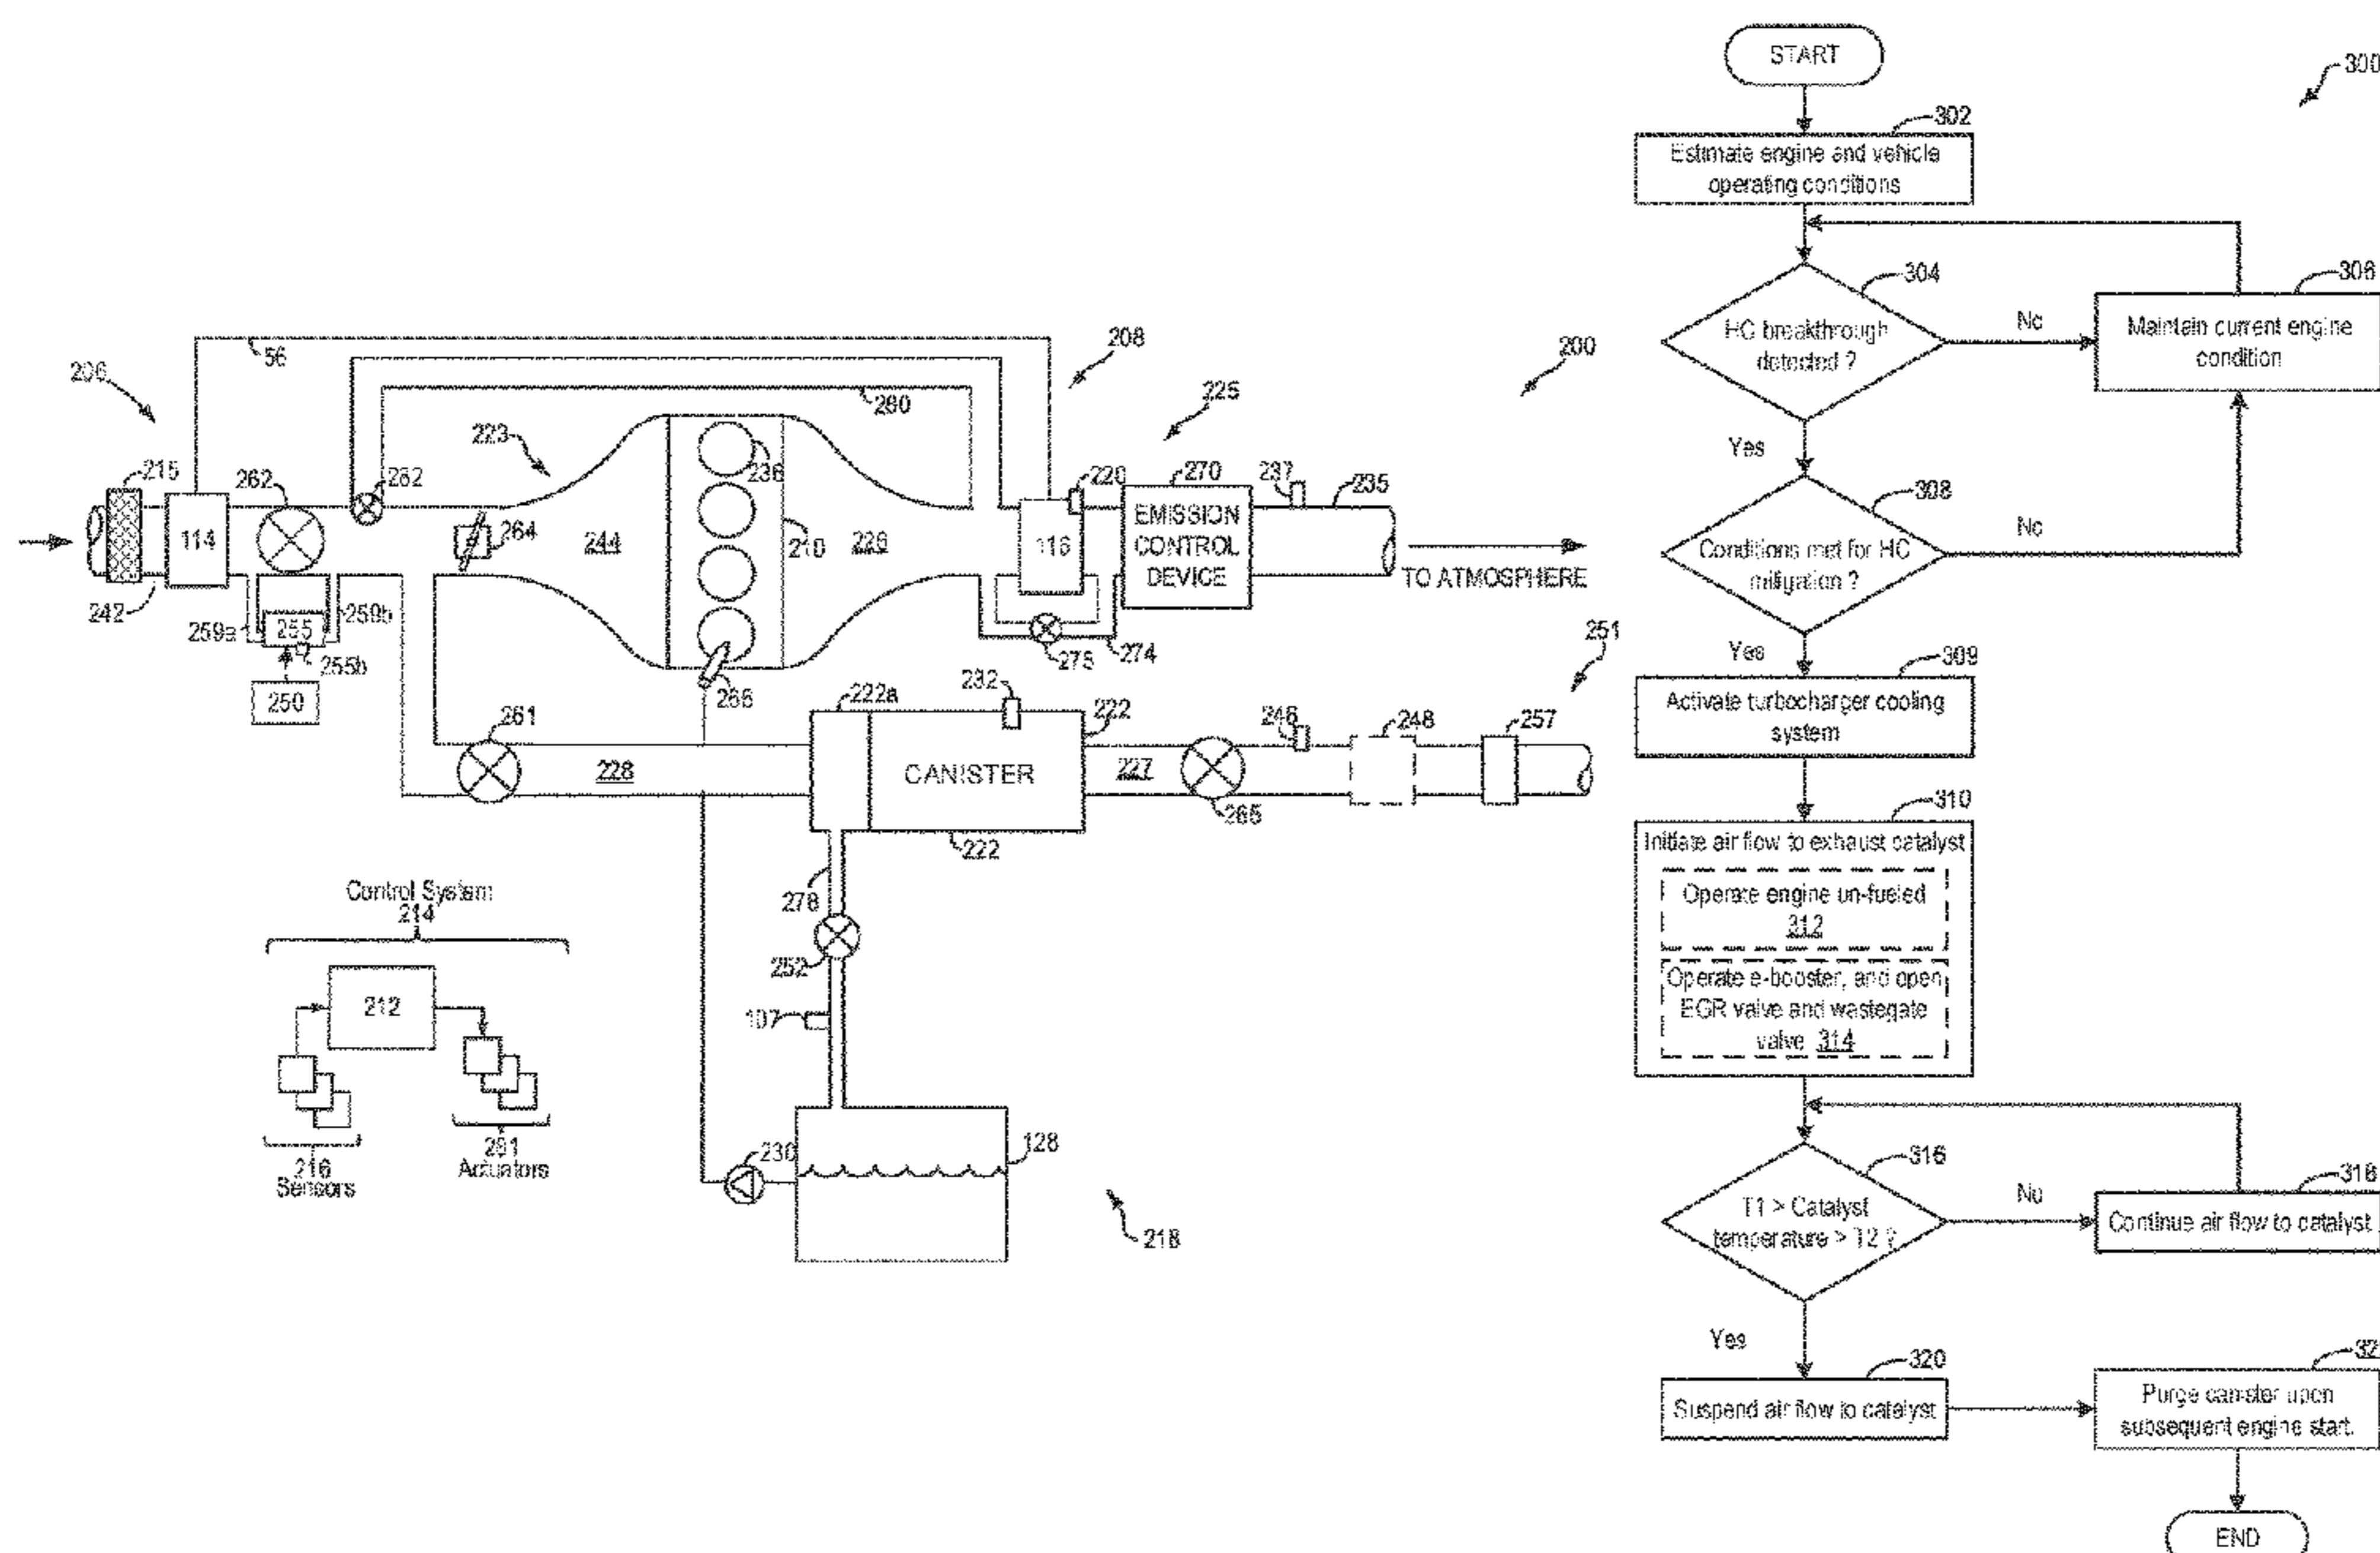 208
56
206
280
225
200
223
215
262
282
236
220
270
237
235
114
264
244
210
226
116
EMISSION
CONTROL
DEVICE
TO ATMOSPHERE
242
259a
255
259b
255b
250
275
274
251
266
222a
232
222
246
248
257
261
228
CANISTER
227
265
222
278
Control System
214
252
212
107
230
128
281
Actuators
216
Sensors
218
START
300
302
Estimate engine and vehicle
operating conditions
304
306
HC breakthrough
detected ?
No
Maintain current engine
condition
Yes
308
Conditions met for HC
mitigation ?
No
Yes
309
Activate turbocharger cooling
system
310
Initiate air flow to exhaust catalyst
Operate engine un-fueled
312
Operate e-booster, and open
EGR valve and wastegate
valve 314
316
318
T1 > Catalyst
temperature > T2 ?
No
Continue air flow to catalyst
Yes
320
32
Suspend air flow to catalyst
Purge canister upon
subsequent engine start.
END